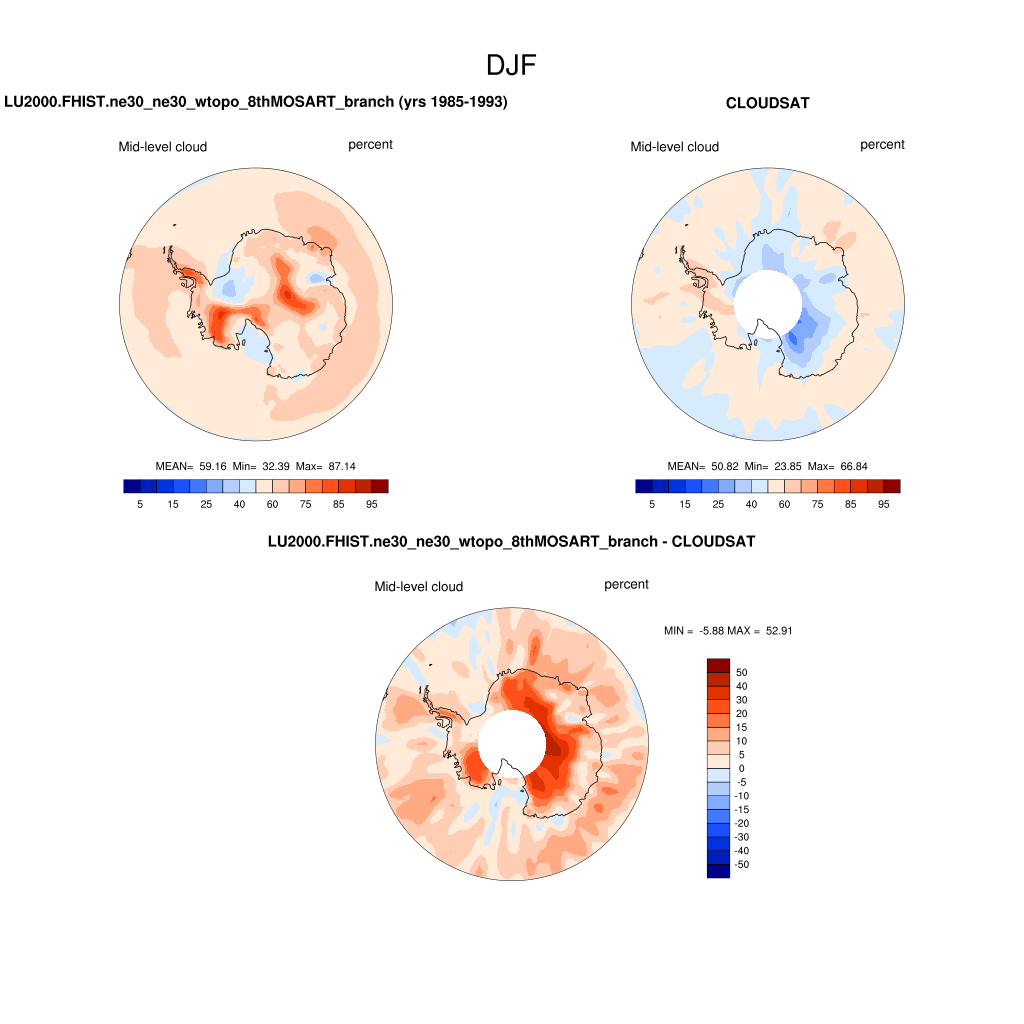 DJF
LU2000.FHIST.ne30_ne30_wtopo_8thMOSART_branch (yrs 1985-1993)
CLOUDSAT
Mid-level cloud percent
Mid-level cloud percent
MEAN= 59.16 Min= 32.39 Max= 87.14
MEAN= 50.82 Min= 23.85 Max= 66.84
5 15 25 40 60 75 85 95
5 15 25 40 60 75 85 95
LU2000.FHIST.ne30_ne30_wtopo_8thMOSART_branch - CLOUDSAT
Mid-level cloud percent
MIN = -5.88 MAX = 52.91
50
40
30
20
15
10
5
0
-5
-10
-15
-20
-30
-40
-50